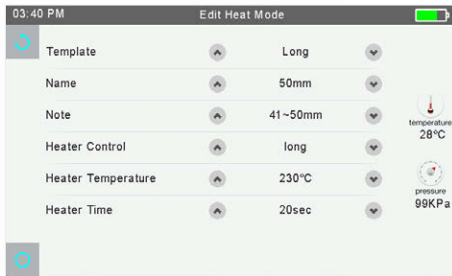 03:40 PM Edit Heat Mode
Template Long
Name 50mm
Note 41~50mm
Heater Control long
Heater Temperature 230℃
Heater Time 20sec
temperature
28℃
pressure
99KPa